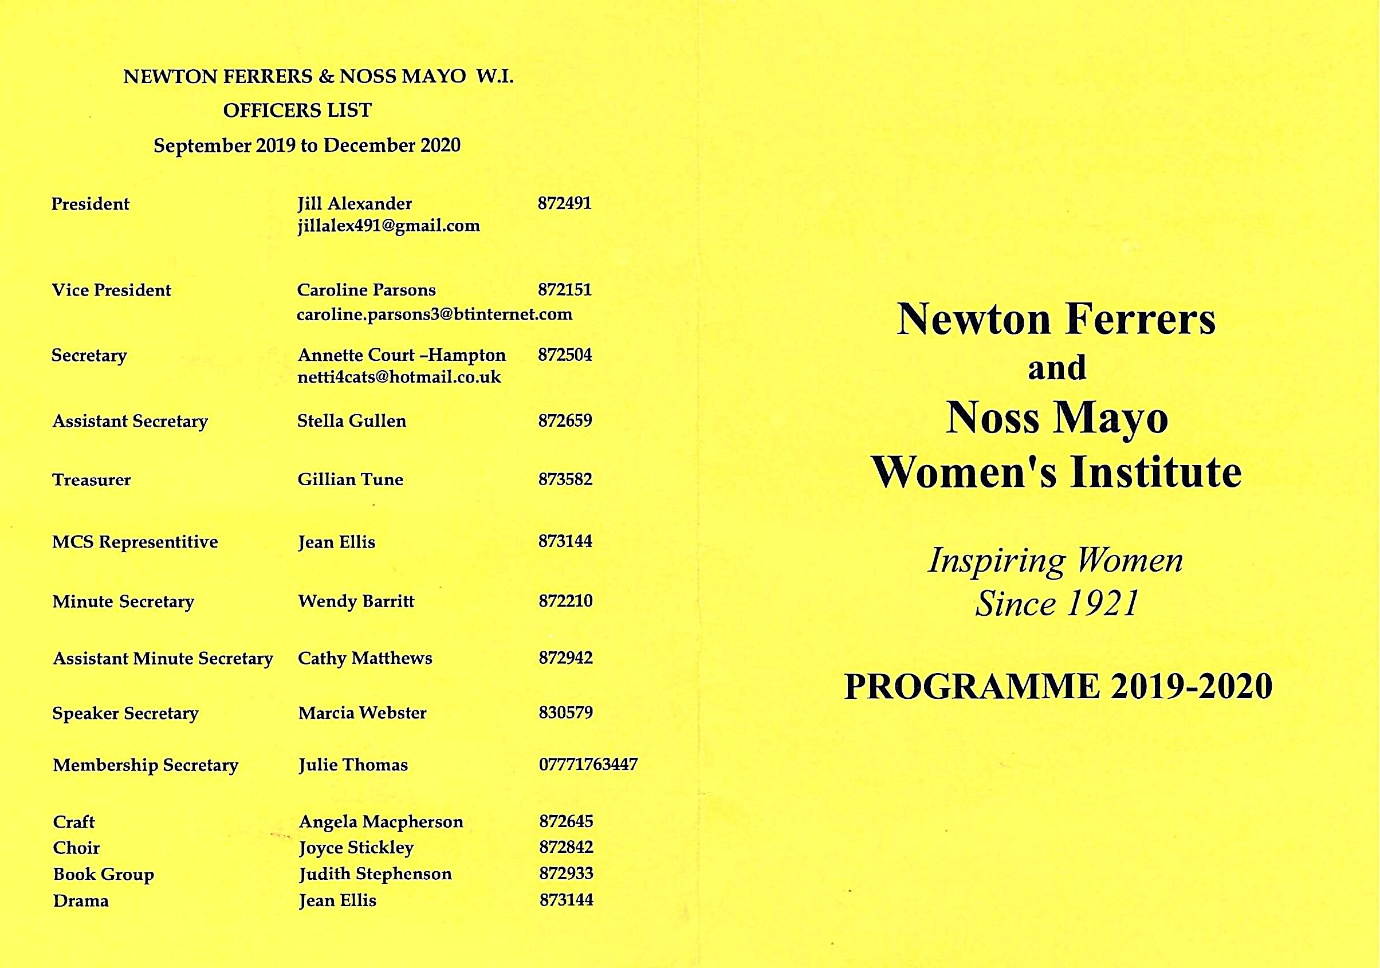 NEWTON FERRERS & NOSS MAYO W.I.
OFFICERS LIST
September 2019 to December 2020
President Jill Alexander 872491
jillalex491@gmail.com
Vice President Caroline Parsons 872151
caroline.parsons3@btinternet.com
Secretary Annette Court –Hampton 872504
netti4cats@hotmail.co.uk
Assistant Secretary Stella Gullen 872659
Treasurer Gillian Tune 873582
MCS Representitive Jean Ellis 873144
Minute Secretary Wendy Barritt 872210
Assistant Minute Secretary Cathy Matthews 872942
Speaker Secretary Marcia Webster 830579
Membership Secretary Julie Thomas 07771763447
Craft Angela Macpherson 872645
Choir Joyce Stickley 872842
Book Group Judith Stephenson 872933
Drama Jean Ellis 873144
Newton Ferrers
and
Noss Mayo
Women's Institute
Inspiring Women
Since 1921
PROGRAMME 2019-2020